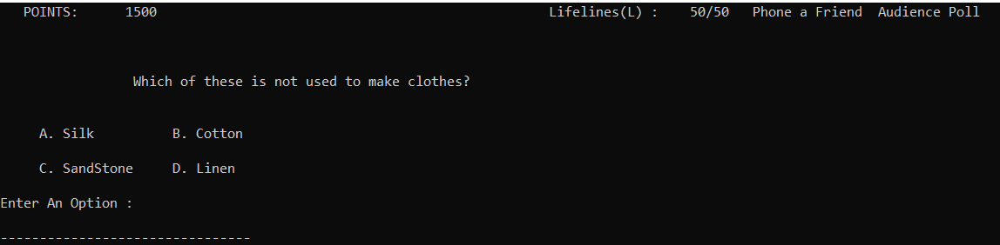 POINTS: 1500 Lifelines(L) : 50/50 Phone a Friend Audience Poll
Which of these is not used to make clothes?
A. Silk B. Cotton
C. SandStone D. Linen
Enter An Option :
--------------------------------